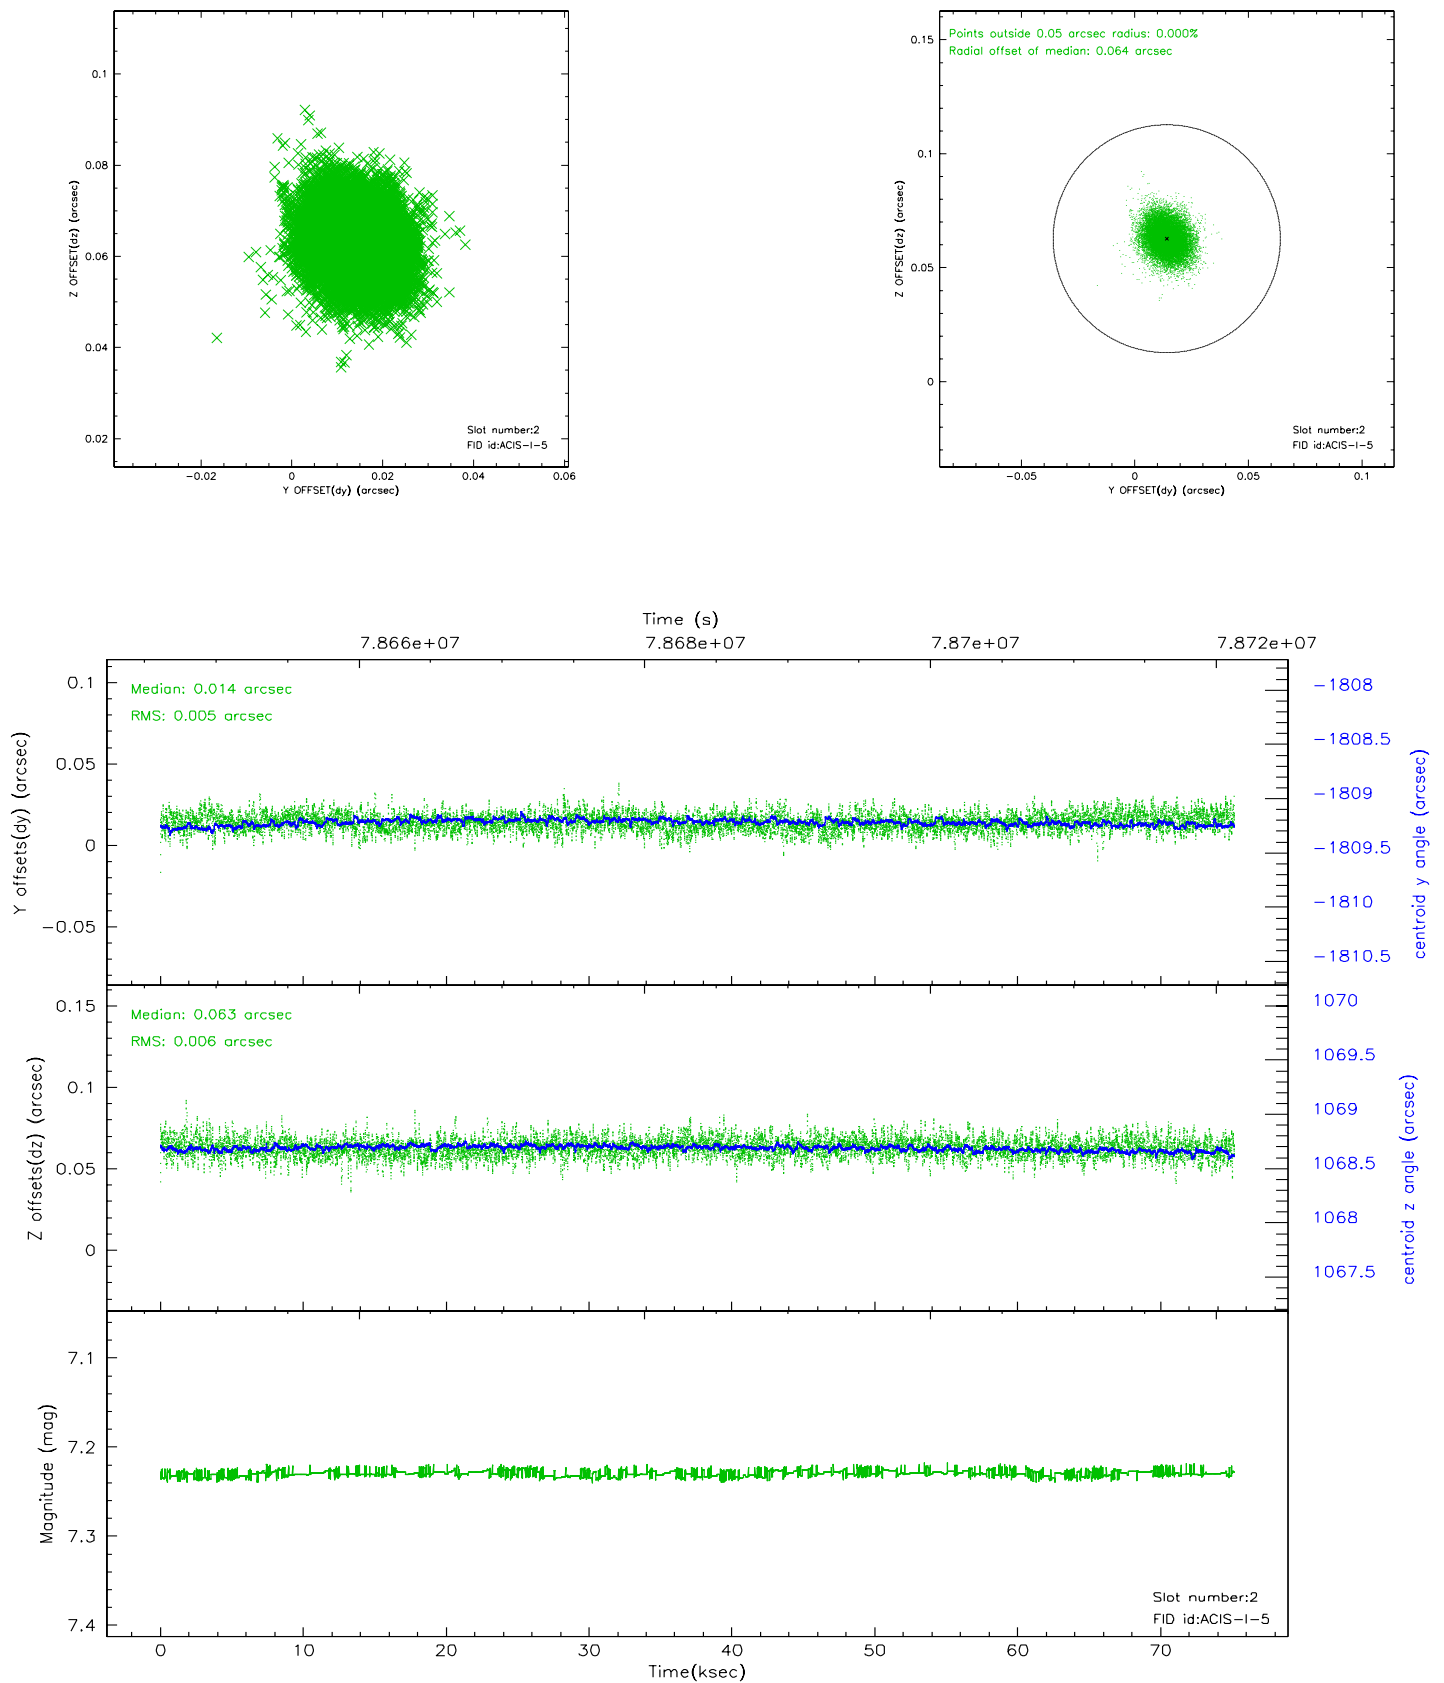 0.1
0.08
0.06
0.04
0.02
Z OFFSET(dz) (arcsec)
Slot number:2
FID id:ACIS-I-5
-0.02 0 0.02 0.04 0.06
Y OFFSET(dy) (arcsec)
Points outside 0.05 arcsec radius: 0.000%
Radial offset of median: 0.064 arcsec
0.15
0.1
0.05
0
Z OFFSET(dz) (arcsec)
Slot number:2
FID id:ACIS-I-5
-0.05 0 0.05 0.1
Y OFFSET(dy) (arcsec)
Time (s)
7.866e+07 7.868e+07 7.87e+07 7.872e+07
Median: 0.014 arcsec
RMS: 0.005 arcsec
0.1
0.05
0
-0.05
Y offsets(dy) (arcsec)
-1808
-1808.5
-1809
-1809.5
-1810
-1810.5
centroid y angle (arcsec)
Median: 0.063 arcsec
RMS: 0.006 arcsec
0.15
0.1
0.05
0
Z offsets(dz) (arcsec)
1070
1069.5
1069
1068.5
1068
1067.5
centroid z angle (arcsec)
7.1
7.2
7.3
7.4
Magnitude (mag)
Slot number:2
FID id:ACIS-I-5
0 10 20 30 40 50 60 70
Time(ksec)